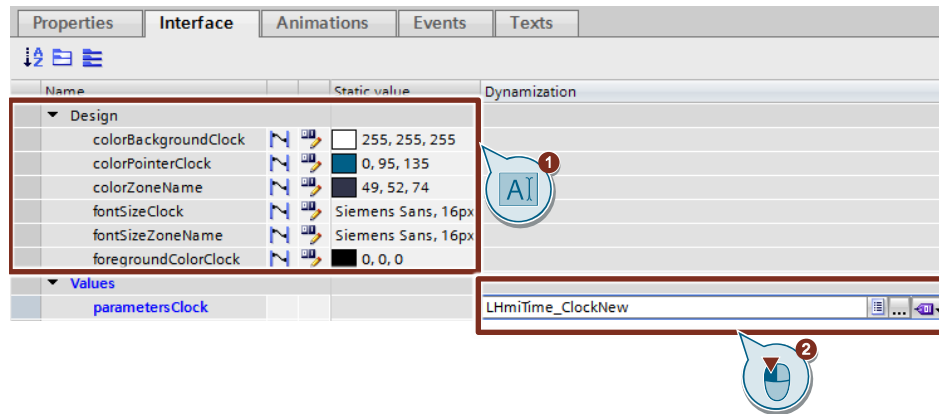 Properties Interface Animations Events Texts
Name Static value Dynamization
Design
colorBackgroundClock 255, 255, 255
colorPointerClock 0, 95, 135
colorZoneName 49, 52, 74
fontSizeClock Siemens Sans, 16px
fontSizeZoneName Siemens Sans, 16px
foregroundColorClock 0, 0, 0
1
A
Values
parametersClock LHmiTime_ClockNew ...
2